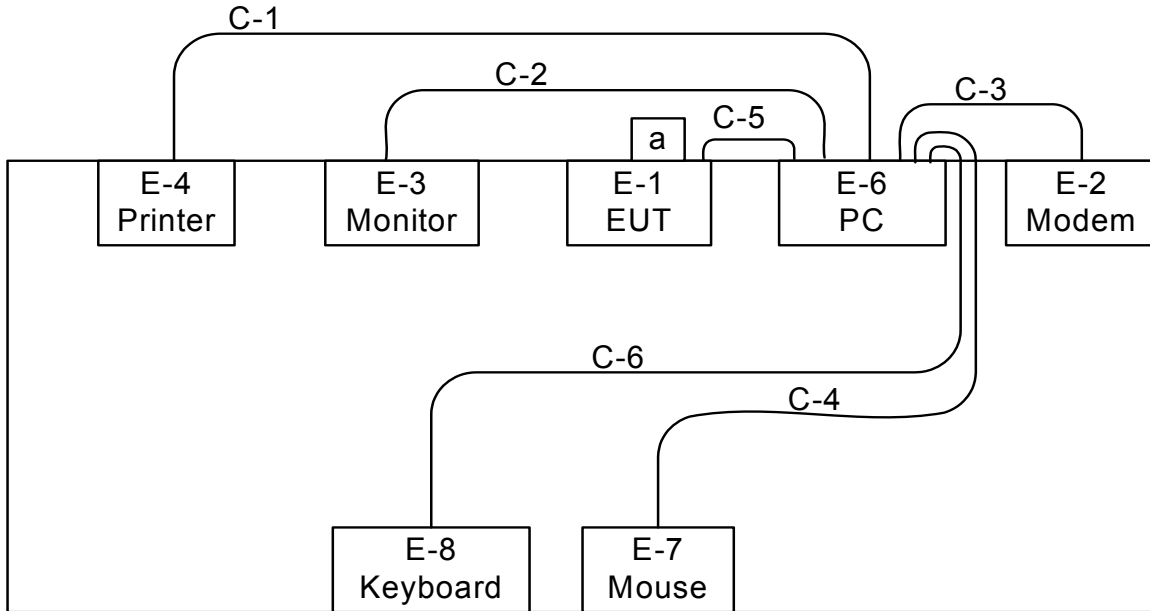 C-1
C-2
C-3
C-5
a
E-4
Printer
E-3
Monitor
E-1
EUT
E-6
PC
E-2
Modem
C-6
C-4
E-8
Keyboard
E-7
Mouse